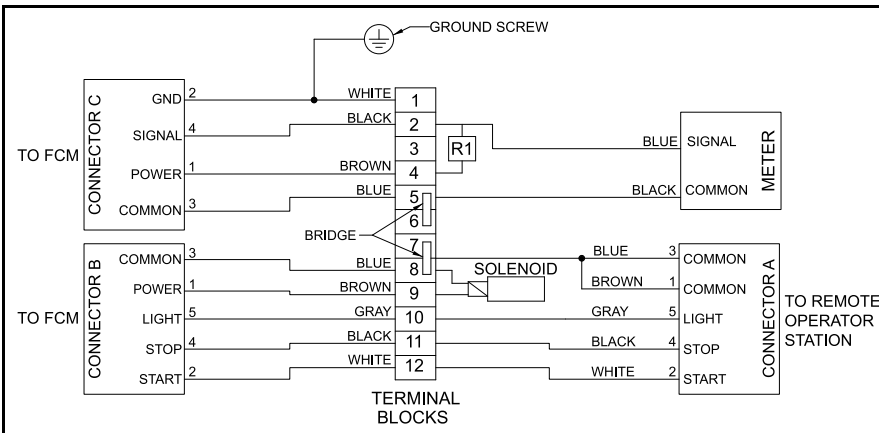 GROUND SCREW
TO FCM
CONNECTOR C
GND 2
SIGNAL 4
POWER 1
COMMON 3
WHITE
BLACK
BROWN
BLUE
1
2
3
4
5
6
7
8
9
10
11
12
R1
BRIDGE
BLUE SIGNAL
BLACK COMMON
METER
TO FCM
CONNECTOR B
COMMON 3
POWER 1
LIGHT 5
STOP 4
START 2
BLUE
BROWN
GRAY
BLACK
WHITE
SOLENOID
BLUE 3 COMMON
BROWN 1 COMMON
GRAY 5 LIGHT
BLACK 4 STOP
WHITE 2 START
CONNECTOR A
TO REMOTE
OPERATOR
STATION
TERMINAL
BLOCKS